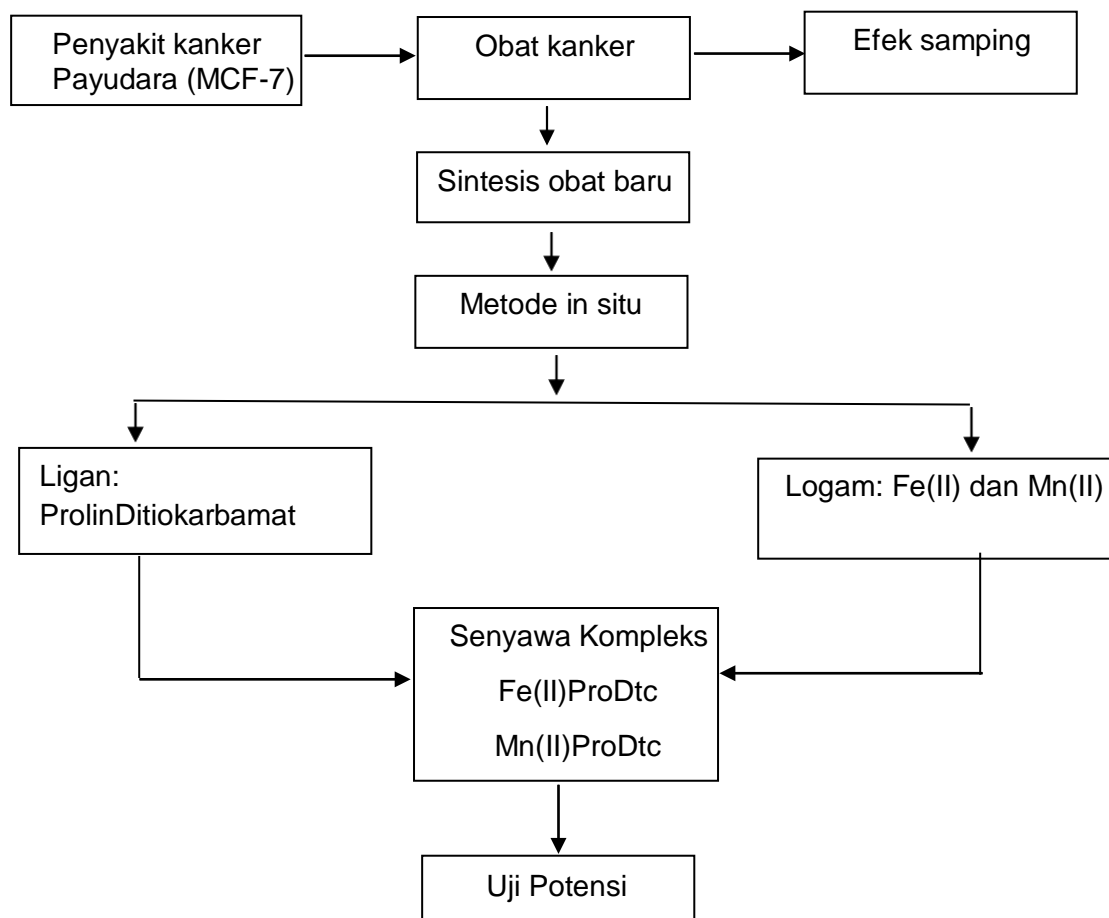 Penyakit kanker
Payudara (MCF-7)
Obat kanker
Efek samping
Sintesis obat baru
Metode in situ
Ligan:
ProlinDitiokarbamat
Logam: Fe(II) dan Mn(II)
Senyawa Kompleks
Fe(II)ProDtc
Mn(II)ProDtc
Uji Potensi